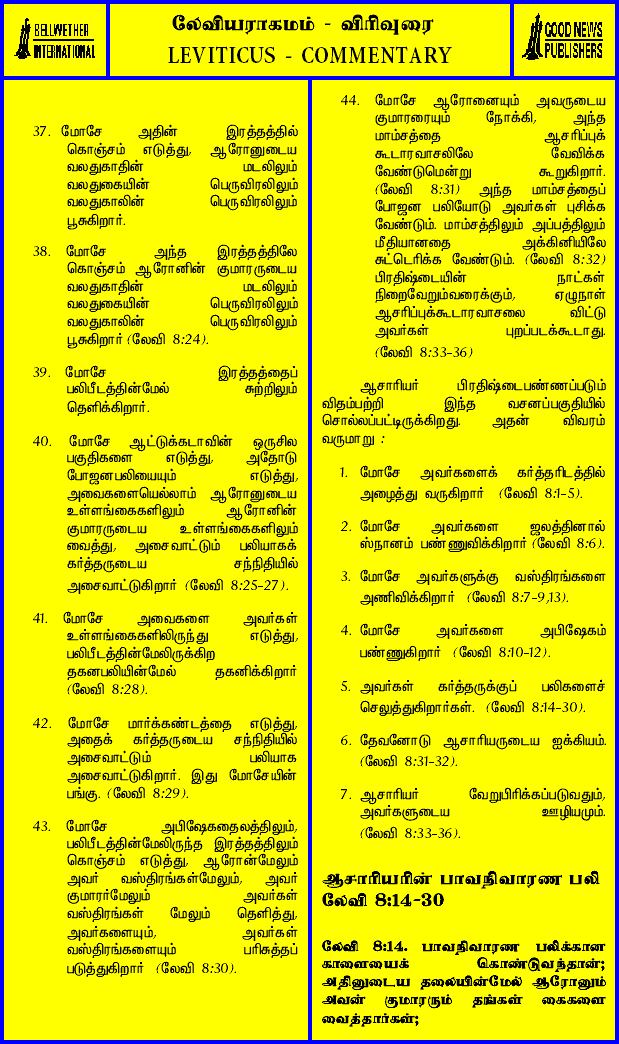 BELLWETHER
INTERNATIONAL
லேவியராகமம் - விரிவுரை
LEVITICUS - COMMENTARY
GOOD NEWS
PUBLISHERS
37. மோசே அதின் இரத்தத்தில்
கொஞ்சம் எடுத்து, ஆரோனுடைய
வலதுகாதின் மடலிலும்
வலதுகையின் பெருவிரலிலும்
வலதுகாலின் பெருவிரலிலும்
பூசுகிறார்.
38. மோசே அந்த இரத்தத்திலே
கொஞ்சம் ஆரோனின் குமாரருடைய
வலதுகாதின் மடலிலும்
வலதுகையின் பெருவிரலிலும்
வலதுகாலின் பெருவிரலிலும்
பூசுகிறார் (லேவி 8:24).
39. மோசே இரத்தத்தைப்
பலிபீடத்தின்மேல் சுற்றிலும்
தெளிக்கிறார்.
40. மோசே ஆட்டுக்கடாவின் ஒருசில
பகுதிகளை எடுத்து, அதோடு
போஜனபலியையும் எடுத்து,
அவைகளையெல்லாம் ஆரோனுடைய
உள்ளங்கைகளிலும் ஆரோனின்
குமாரருடைய உள்ளங்கைகளிலும்
வைத்து, அசைவாட்டும் பலியாகக்
கர்த்தருடைய சந்நிதியில்
அசைவாட்டுகிறார் (லேவி 8:25-27).
41. மோசே அவைகளை அவர்கள்
உள்ளங்கைகளிலிருந்து எடுத்து,
பலிபீடத்தின்மேலிருக்கிற
தகனபலியின்மேல் தகனிக்கிறார்
(லேவி 8:28).
42. மோசே மார்க்கண்டத்தை எடுத்து,
அதைக் கர்த்தருடைய சந்நிதியில்
அசைவாட்டும் பலியாக
அசைவாட்டுகிறார். இது மோசேயின்
பங்கு. (லேவி 8:29).
43. மோசே அபிஷேகதைலத்திலும்,
பலிபீடத்தின்மேலிருந்த இரத்தத்திலும்
கொஞ்சம் எடுத்து, ஆரோன்மேலும்
அவர் வஸ்திரங்கள்மேலும், அவர்
குமாரர்மேலும் அவர்கள்
வஸ்திரங்கள் மேலும் தெளித்து,
அவர்களையும், அவர்கள்
வஸ்திரங்களையும் பரிசுத்தப்
படுத்துகிறார் (லேவி 8:30).
44. மோசே ஆரோனையும் அவருடைய
குமாரரையும் நோக்கி, அந்த
மாம்சத்தை ஆசரிப்புக்
கூடாரவாசலிலே வேவிக்க
வேண்டுமென்று கூறுகிறார்.
(லேவி 8:31) அந்த மாம்சத்தைப்
போஜன பலியோடு அவர்கள் புசிக்க
வேண்டும். மாம்சத்திலும் அப்பத்திலும்
மீதியானதை அக்கினியிலே
சுட்டெரிக்க வேண்டும். (லேவி 8:32)
பிரதிஷ்டையின் நாட்கள்
நிறைவேறும்வரைக்கும், ஏழுநாள்
ஆசரிப்புக்கூடாரவாசலை விட்டு
அவர்கள் புறப்படக்கூடாது.
(லேவி 8:33-36)
ஆசாரியர் பிரதிஷ்டைபண்ணப்படும்
விதம்பற்றி இந்த வசனப்பகுதியில்
சொல்லப்பட்டிருக்கிறது. அதன் விவரம்
வருமாறு :
1. மோசே அவர்களைக் கர்த்தரிடத்தில்
அழைத்து வருகிறார் (லேவி 8:1-5).
2. மோசே அவர்களை ஜலத்தினால்
ஸ்நானம் பண்ணுவிக்கிறார் (லேவி 8:6).
3. மோசே அவர்களுக்கு வஸ்திரங்களை
அணிவிக்கிறார் (லேவி 8:7-9,13).
4. மோசே அவர்களை அபிஷேகம்
பண்ணுகிறார் (லேவி 8:10-12).
5. அவர்கள் கர்த்தருக்குப் பலிகளைச்
செலுத்துகிறார்கள். (லேவி 8:14-30).
6. தேவனோடு ஆசாரியருடைய ஐக்கியம்.
(லேவி 8:31-32).
7. ஆசாரியர் வேறுபிரிக்கப்படுவதும்,
அவர்களுடைய ஊழியமும்.
(லேவி 8:33-36).
ஆசாரியரின் பாவநிவாரண பலி
லேவி 8:14-30
லேவி 8:14. பாவநிவாரண பலிக்கான
காளையைக் கொண்டுவந்தான்;
அதினுடைய தலையின்மேல் ஆரோனும்
அவன் குமாரரும் தங்கள் கைகளை
வைத்தார்கள்;